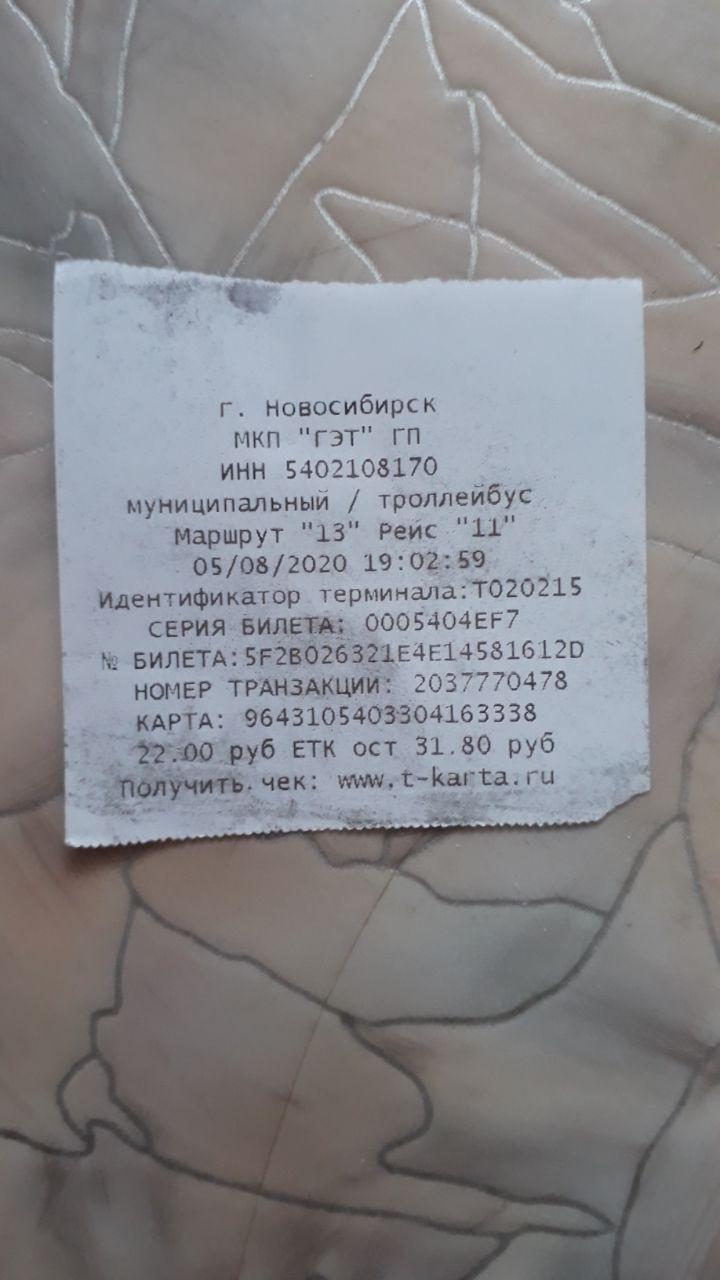 г. Новосибирск
МКП "ГЭТ" ГП
ИНН 5402108170
муниципальный / троллейбус
Маршрут "13" Рейс "11"
05/08/2020 19:02:59
Идентификатор терминала:T020215
СЕРИЯ БИЛЕТА: 0005404EF7
№ БИЛЕТА:5F2B026321E4E14581612D
НОМЕР ТРАНЗАКЦИИ: 2037770478
КАРТА: 9643105403304163338
22.00 руб ЕТК ост 31.80 руб
Получить чек: www.t-karta.ru